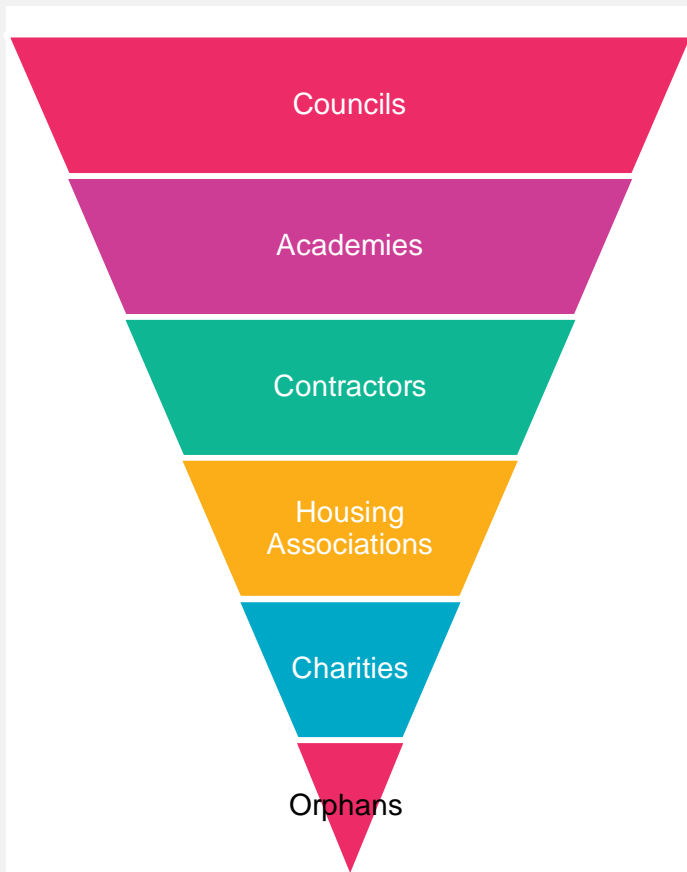 Councils
Academies
Contractors
Housing
Associations
Charities
Orphans